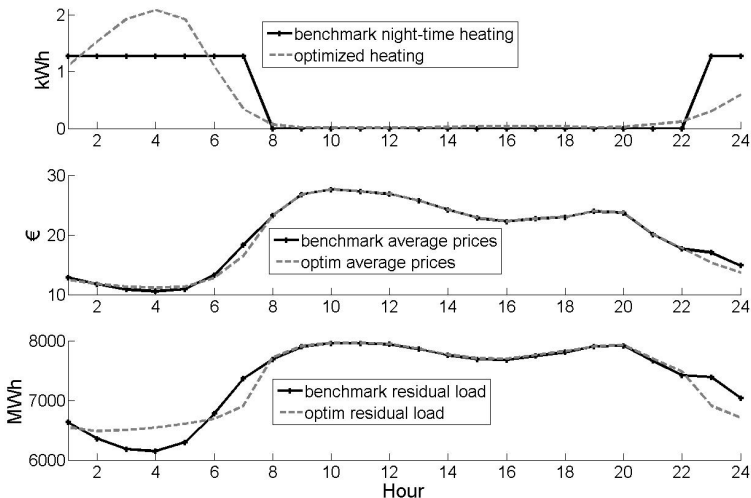 2
1
0
kWh
benchmark night-time heating
optimized heating
2 4 6 8 10 12 14 16 18 20 22 24
30
20
10
€
benchmark average prices
optim average prices
2 4 6 8 10 12 14 16 18 20 22 24
8000
7000
6000
MWh
benchmark residual load
optim residual load
2 4 6 8 10 12 14 16 18 20 22 24
Hour